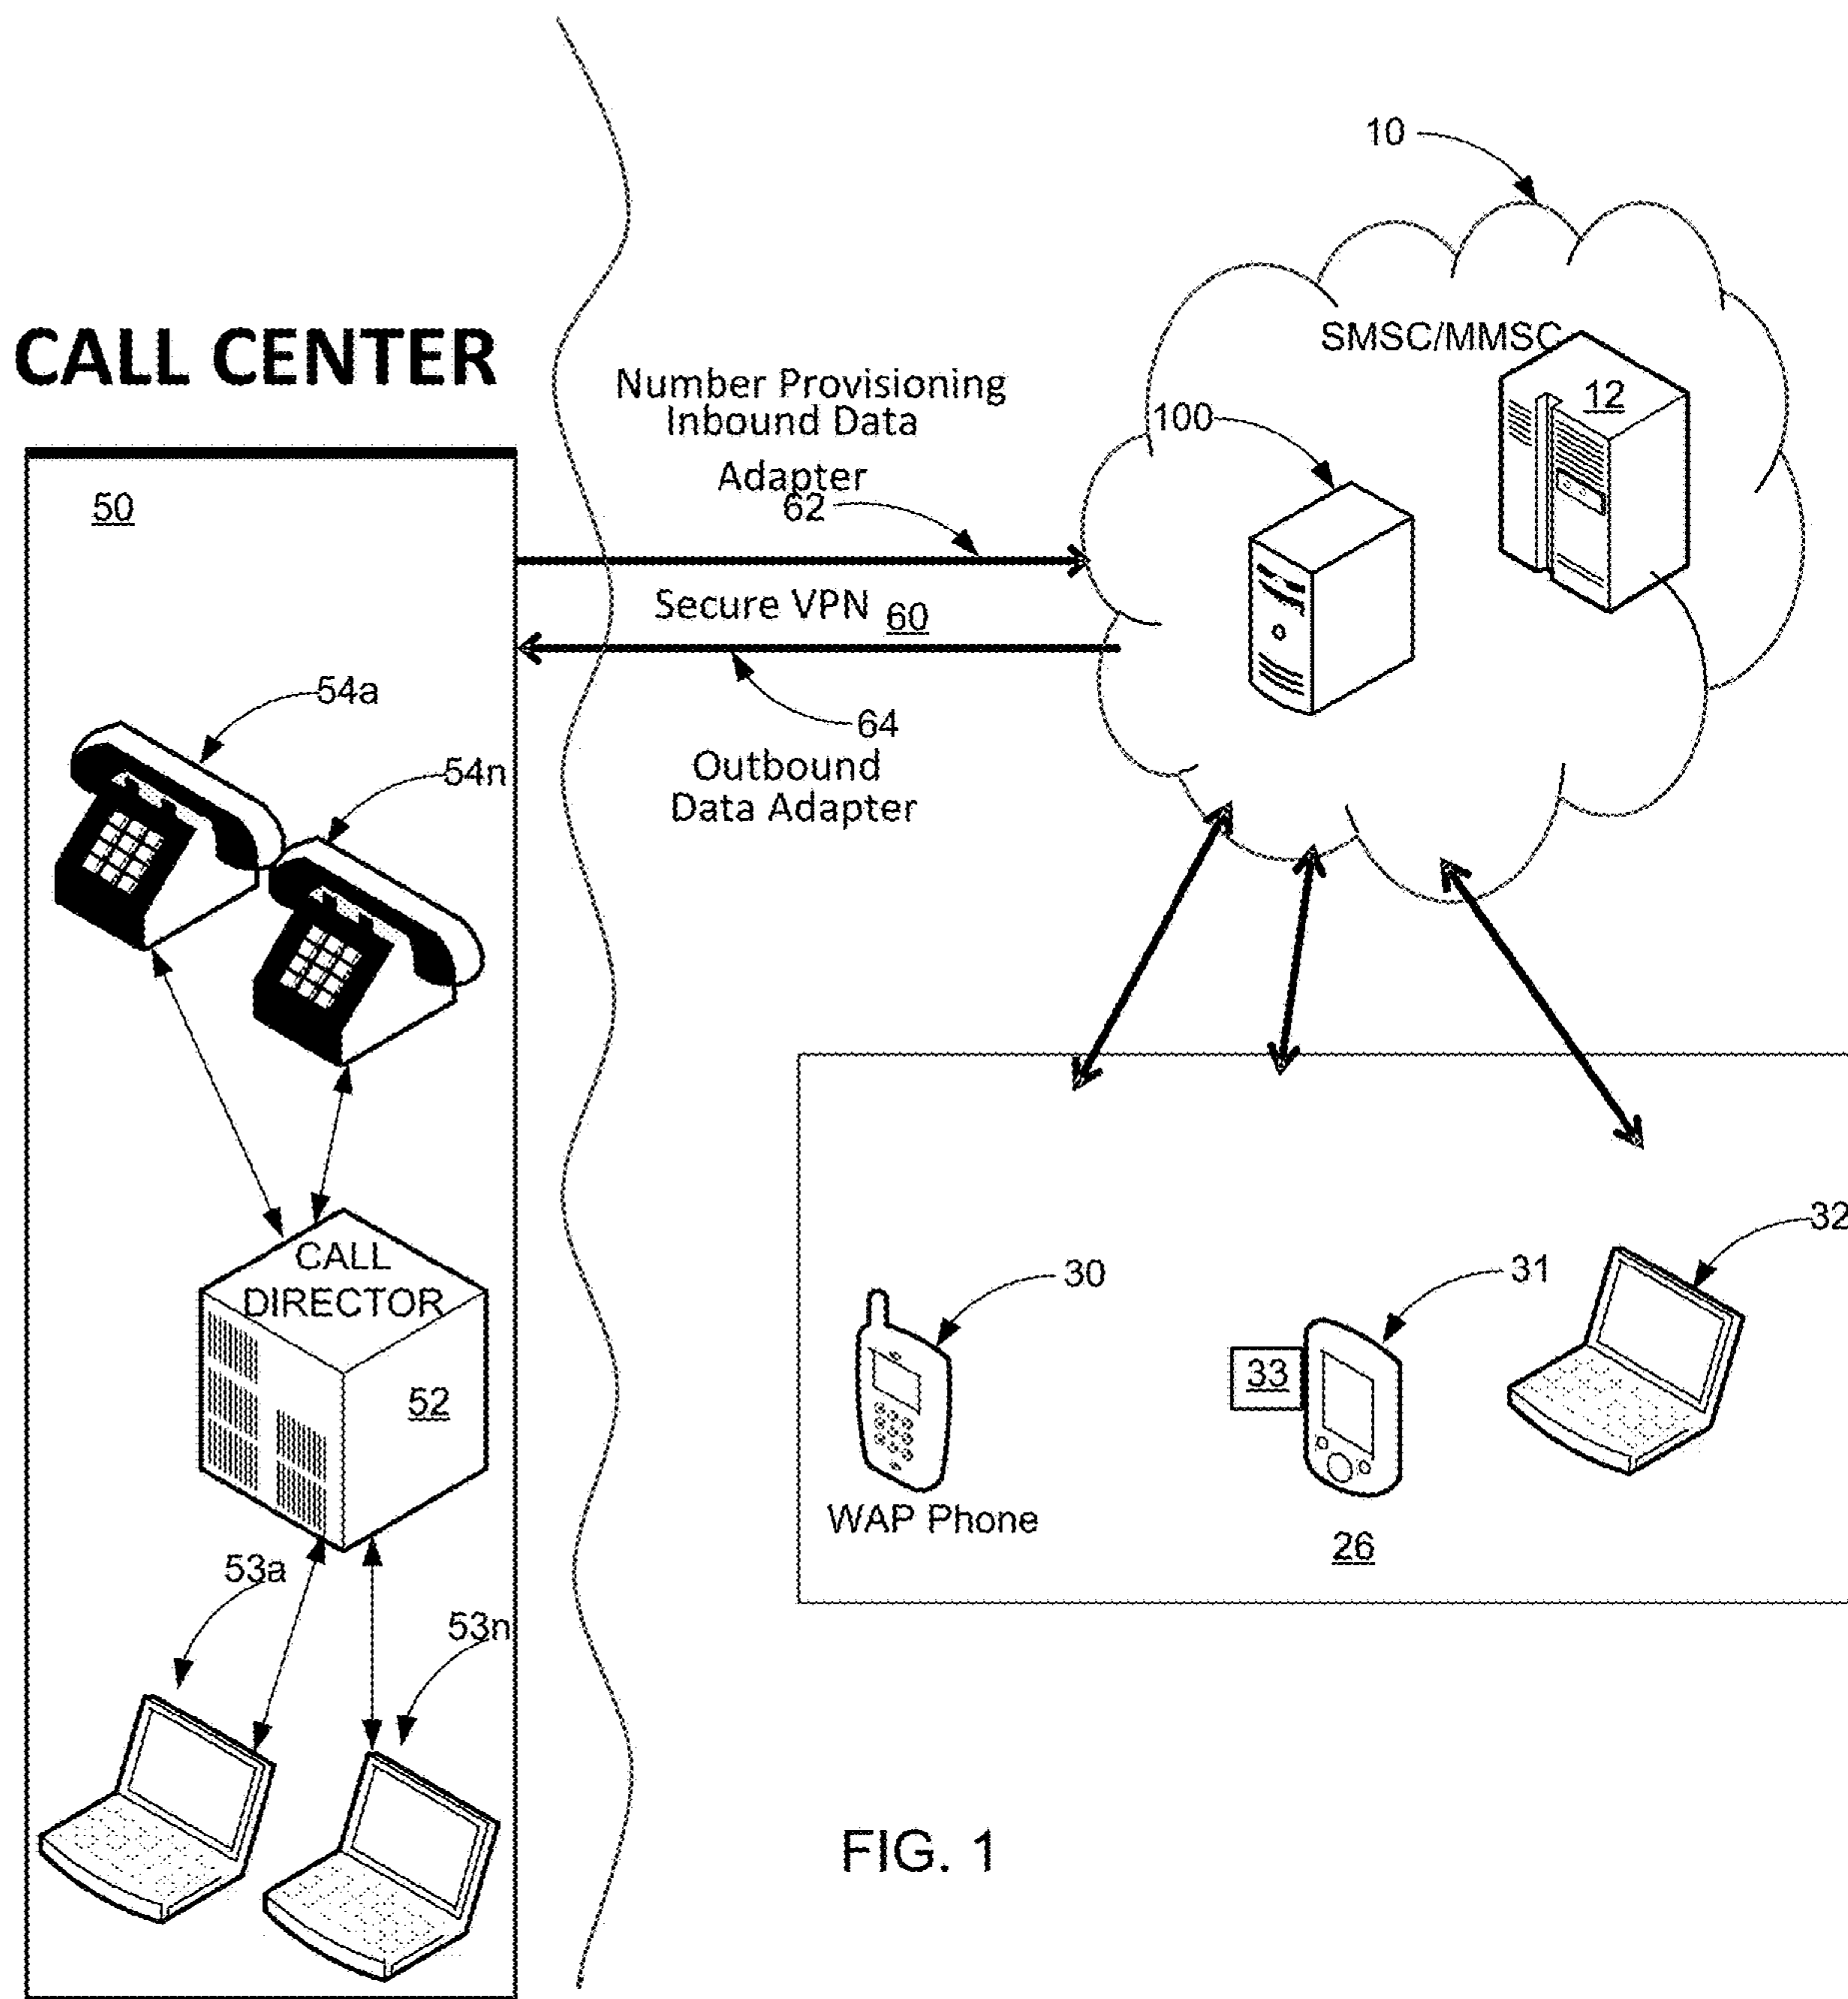 10
SMSC/MMSC
12
CALL CENTER
Number Provisioning
Inbound Data
Adapter
62
100
50
Secure VPN 60
54a
64
54n
Outbound
Data Adapter
CALL
DIRECTOR
52
32
30
31
33
WAP Phone
26
53a
53n
FIG. 1